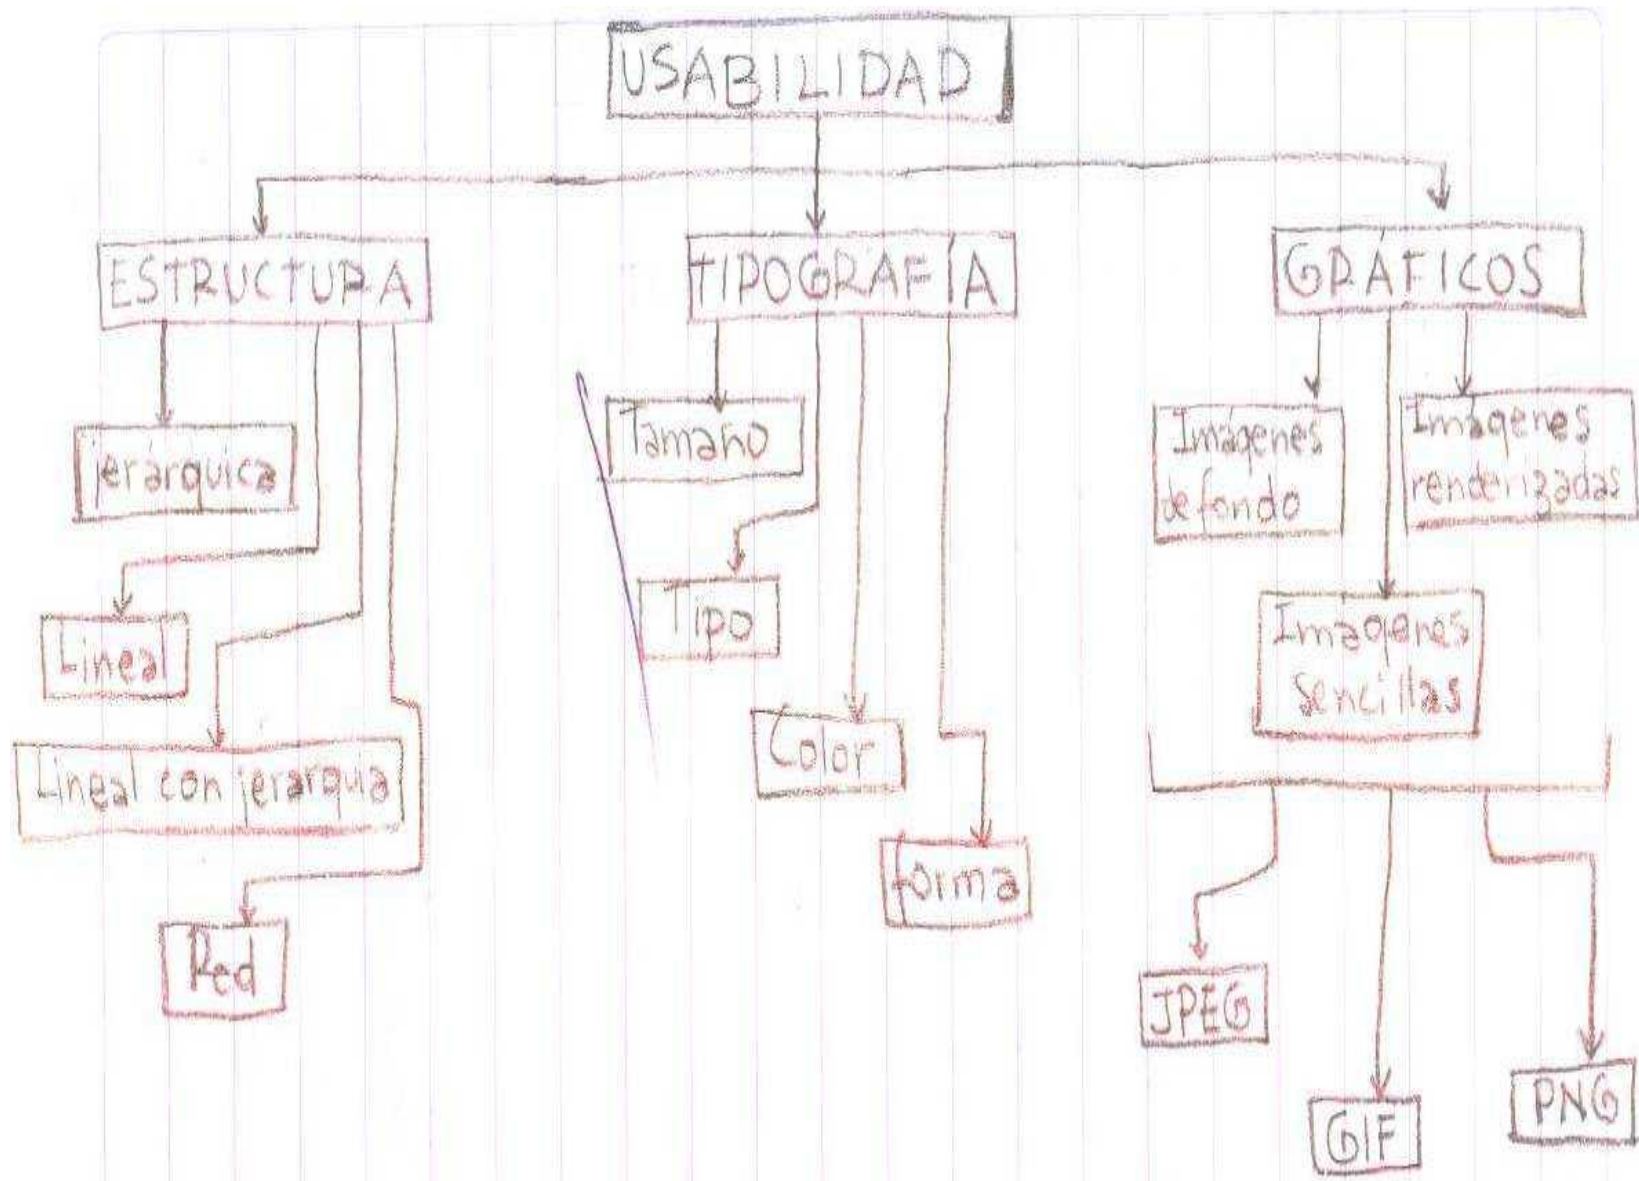 USABILIDAD
ESTRUCTURA
TIPOGRAFÍA
GRÁFICOS
jerárquica
Lineal
Lineal con jerarquia
Red
Tamaño
Tipo
Color
forma
Imágenes
de fondo
Imágenes
renderizadas
Imagenes
sencillas
JPEG
GIF
PNG